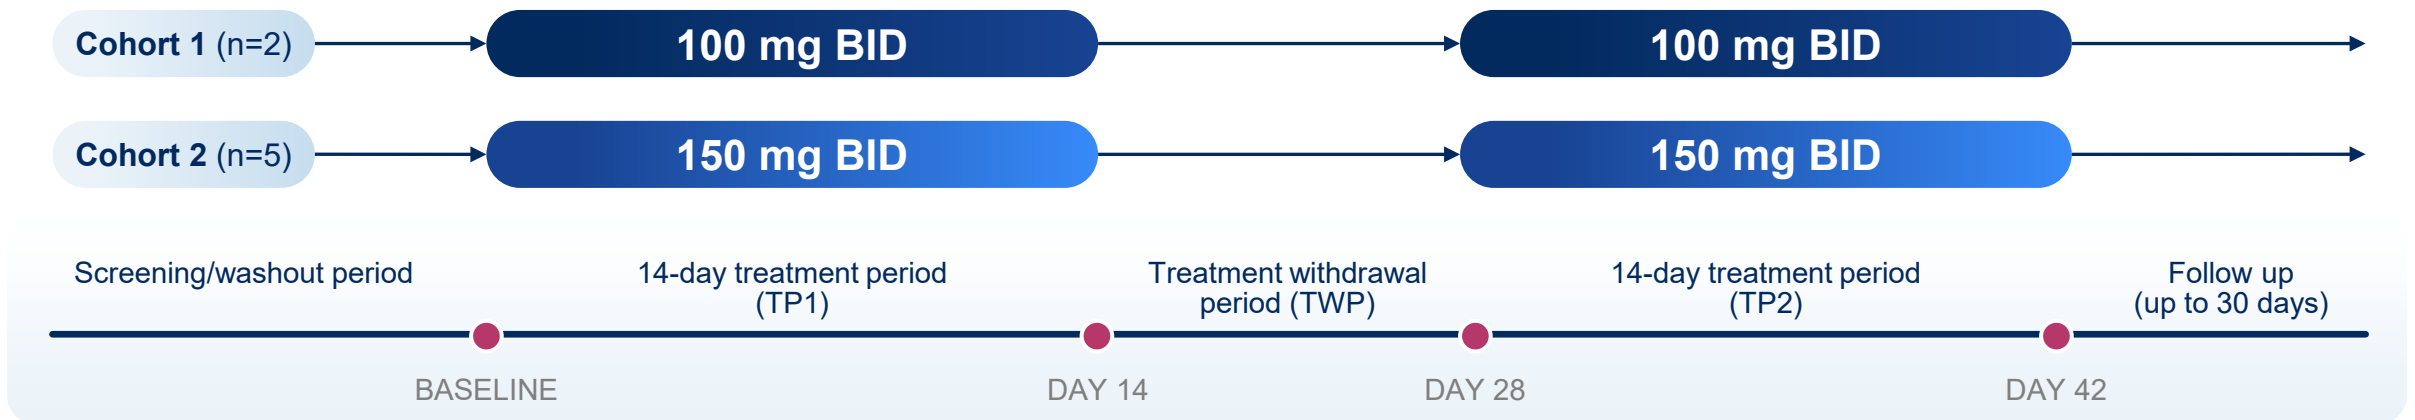 Cohort 1 (n=2)
100 mg BID
100 mg BID
Cohort 2 (n=5)
150 mg BID
150 mg BID
Screening/washout period
14-day treatment period
(TP1)
Treatment withdrawal
period (TWP)
14-day treatment period
(TP2)
Follow up
(up to 30 days)
BASELINE
DAY 14
DAY 28
DAY 42